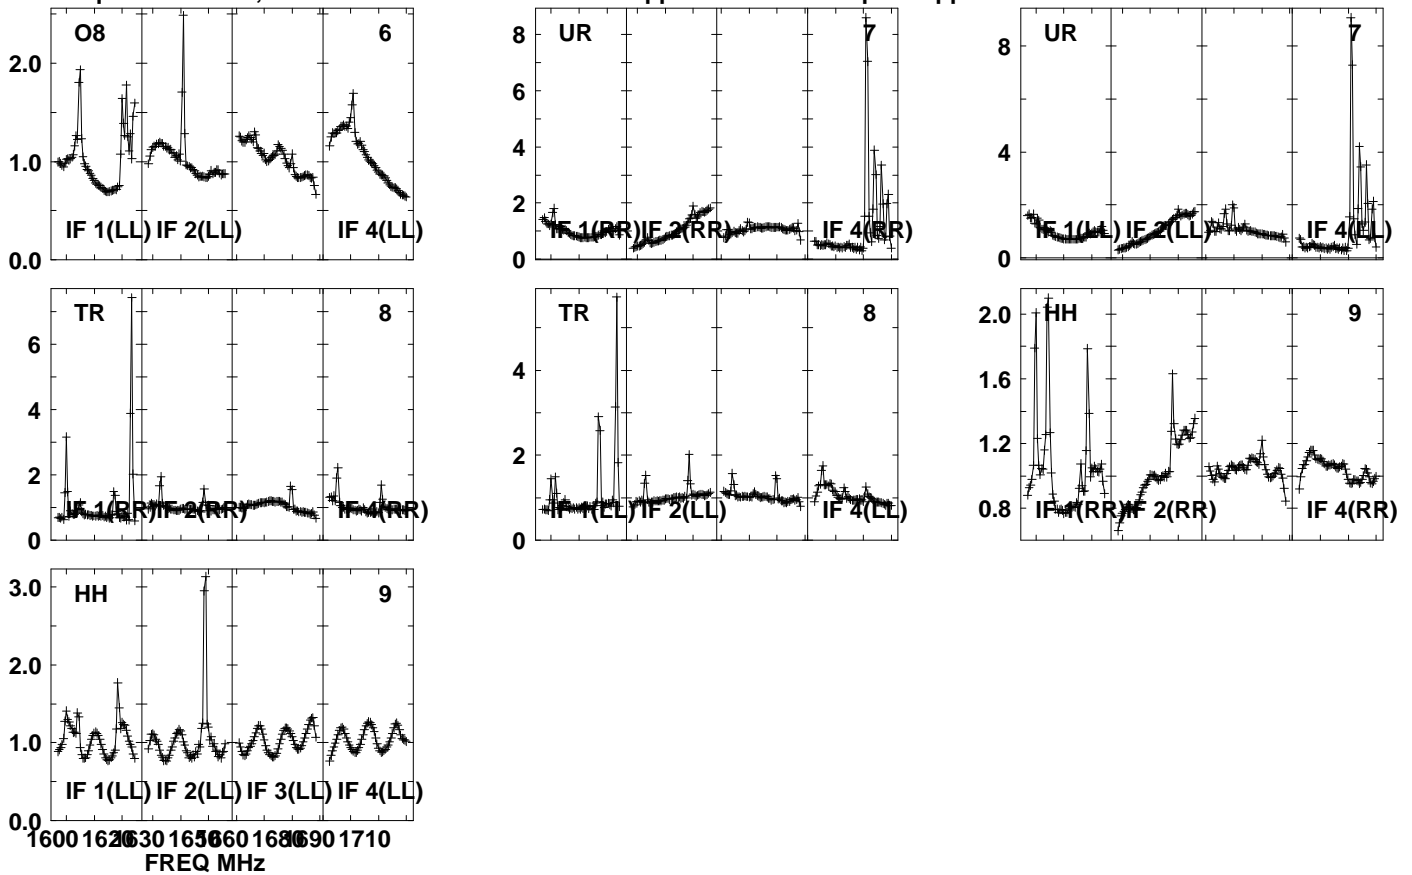 O8 6
2.0
1.0
0.0
IF 1(LL) IF 2(LL) IF 4(LL)
UR 7
8
6
4
2
0
IF 1(RR) IF 2(RR) IF 4(RR)
UR 7
8
4
0
IF 1(LL) IF 2(LL) IF 4(LL)
TR 8
6
4
2
0
IF 1(RR) IF 2(RR) IF 4(RR)
TR 8
4
2
0
IF 1(LL) IF 2(LL) IF 4(LL)
HH 9
2.0
1.6
1.2
0.8
IF 1(RR) IF 2(RR) IF 4(RR)
HH 9
3.0
2.0
1.0
0.0
IF 1(LL) IF 2(LL) IF 3(LL) IF 4(LL)
1600 1620 1630 1650 1660 1680 1690 1710
FREQ MHz